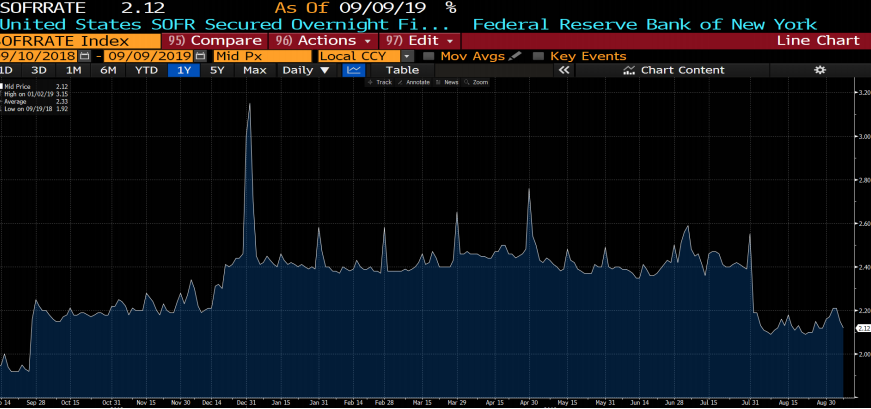 SOFRRATE 2.12 As Of 09/09/19 %
United States SOFR Secured Overnight Fi... Federal Reserve Bank of New York
OFRRATE Index 95) Compare 96) Actions 97) Edit Line Chart
9/10/2018 - 09/09/2019 Mid Px Local CCY Mov Avgs Key Events
1D 3D 1M 6M YTD 1Y 5Y Max Daily ▼ Table « Chart Content
Track Annotate News Zoom
Mid Price 2.12
High on 01/02/19 3.15
Average 2.33
Low on 09/19/18 1.92
3.20
3.00
2.80
2.60
2.40
2.20
2.12
2.00
p 14 Sep 28 Oct 15 Oct 31 Nov 15 Nov 30 Dec 14 Dec 31 Jan 15 Jan 31 Feb 14 Feb 28 Mar 15 Mar 29 Apr 15 Apr 30 May 15 May 31 Jun 14 Jun 28 Jul 15 Jul 31 Aug 15 Aug 30